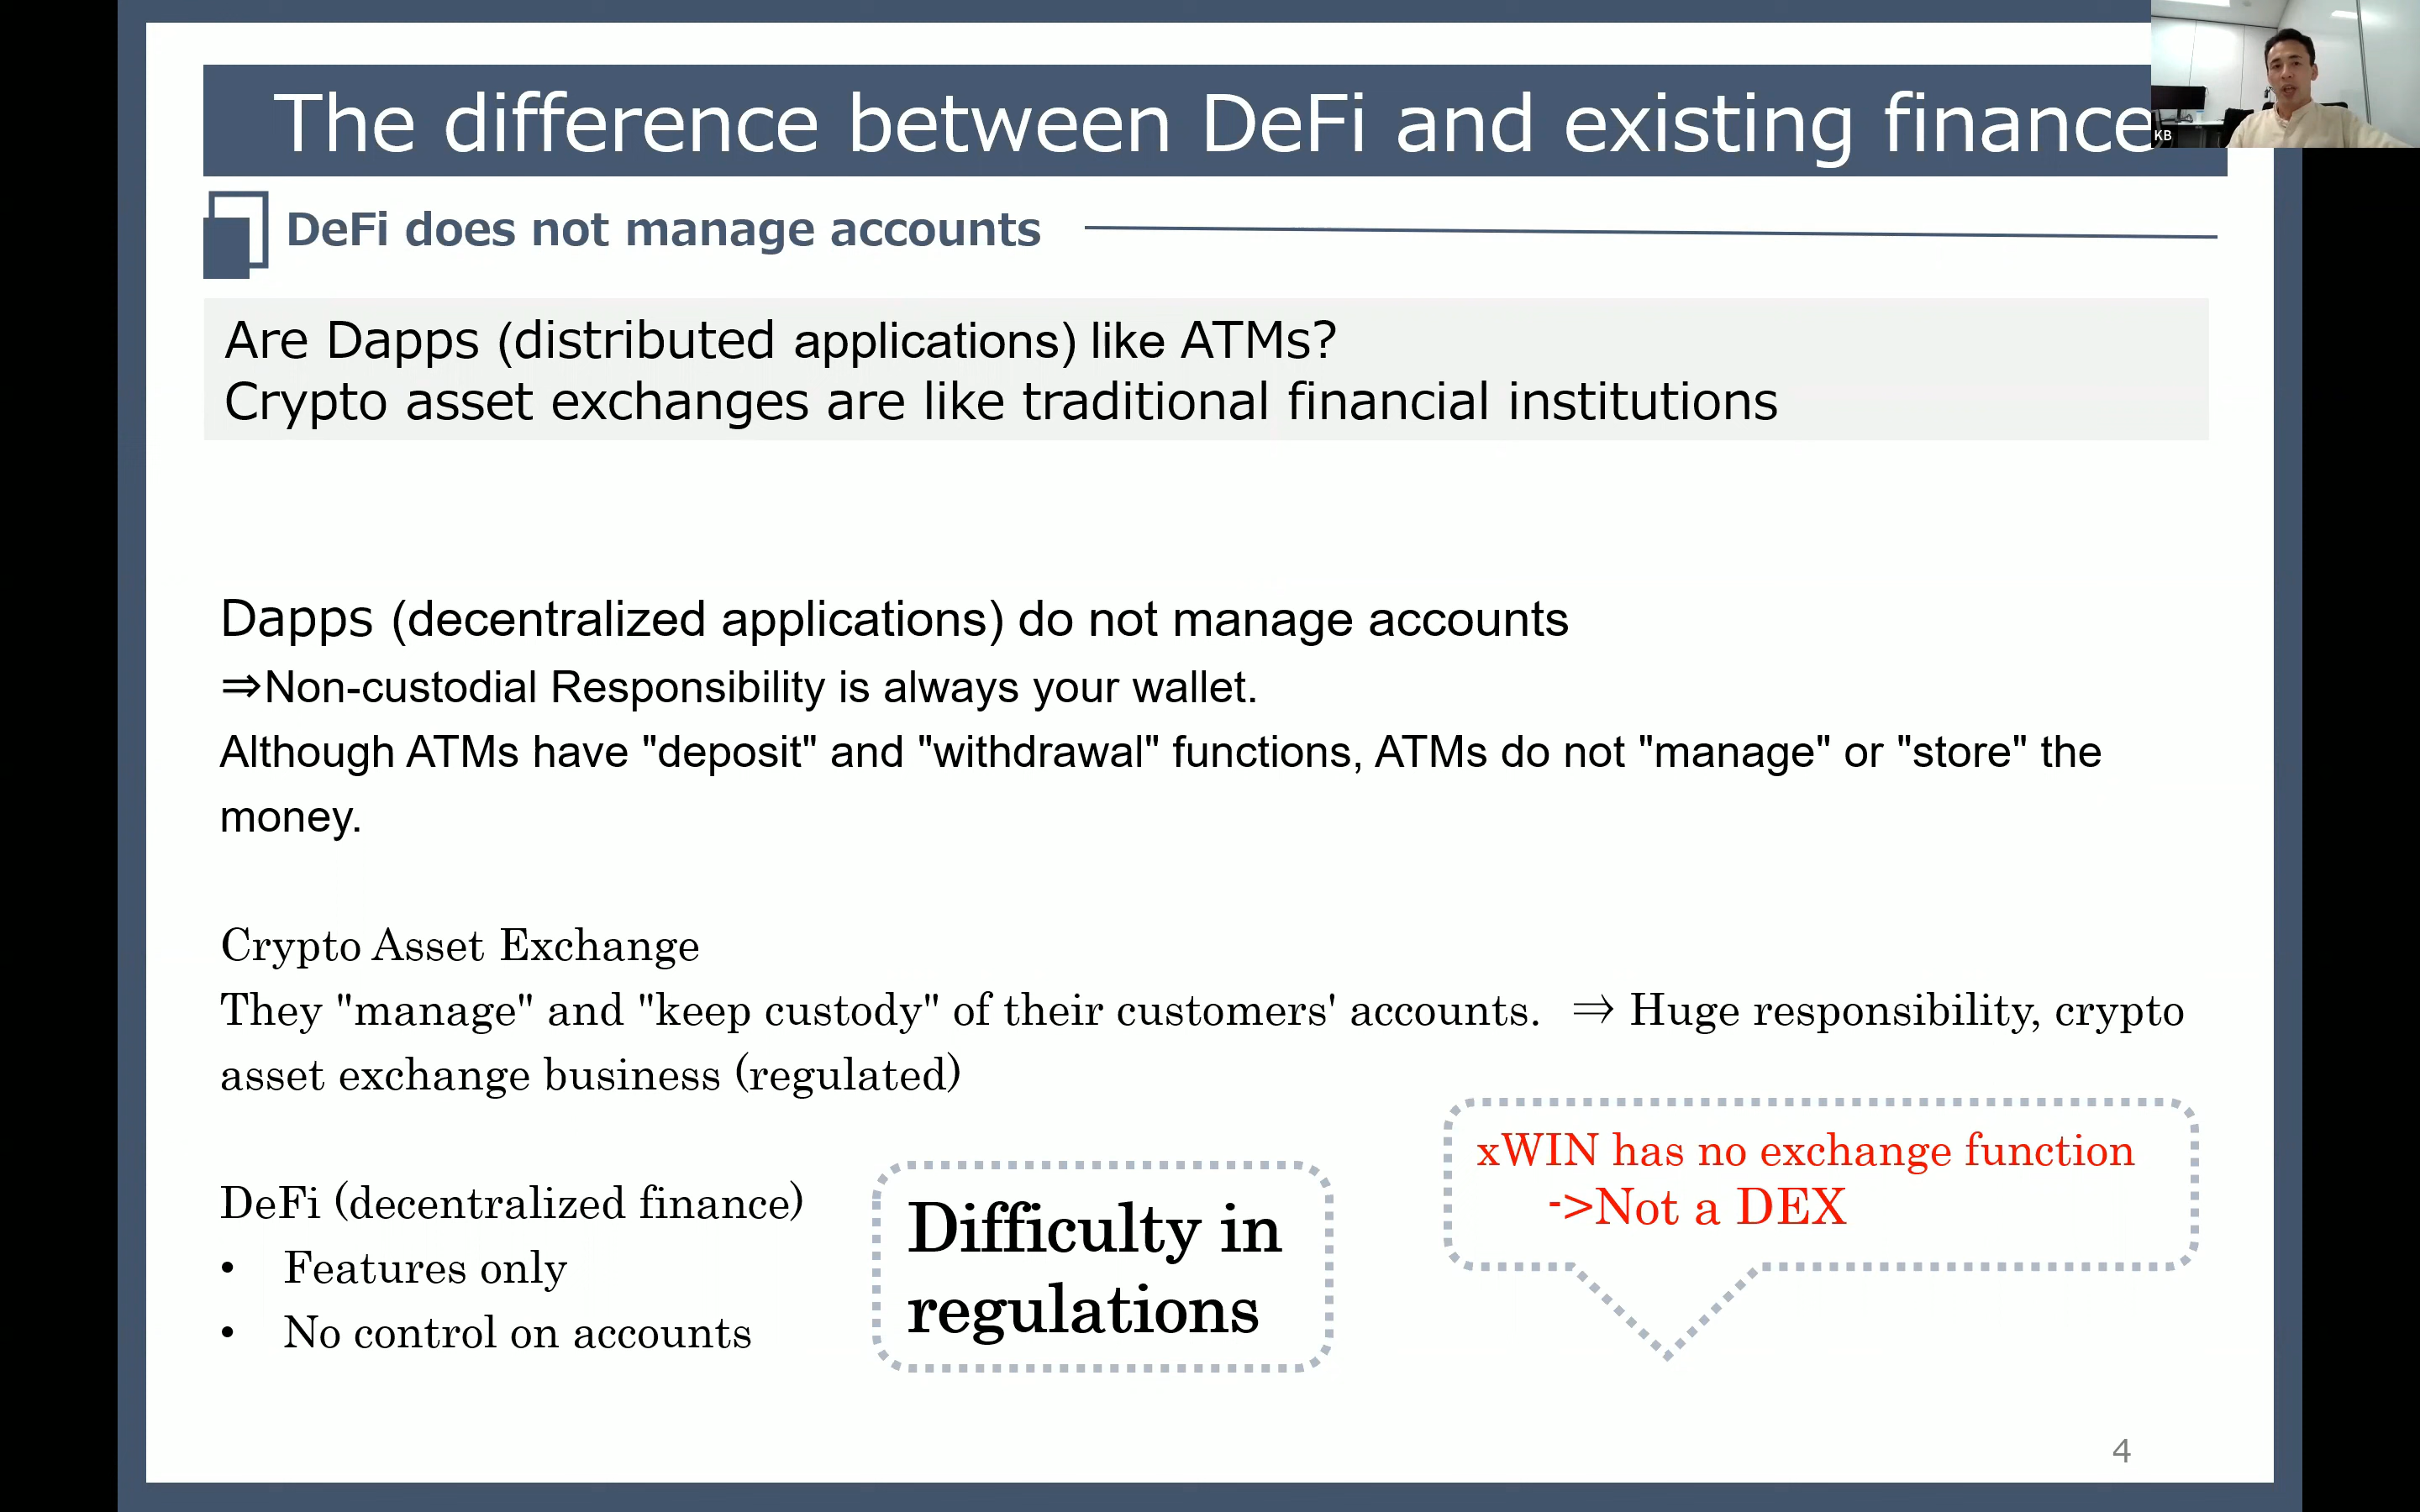 The difference between DeFi and existing finance
KB
DeFi does not manage accounts
Are Dapps (distributed applications) like ATMs?
Crypto asset exchanges are like traditional financial institutions
Dapps (decentralized applications) do not manage accounts
⇒Non-custodial Responsibility is always your wallet.
Although ATMs have "deposit" and "withdrawal" functions, ATMs do not "manage" or "store" the
money.
Crypto Asset Exchange
They "manage" and "keep custody" of their customers' accounts. ⇒ Huge responsibility, crypto
asset exchange business (regulated)
DeFi (decentralized finance)
• Features only
• No control on accounts
Difficulty in
regulations
xWIN has no exchange function
->Not a DEX
4